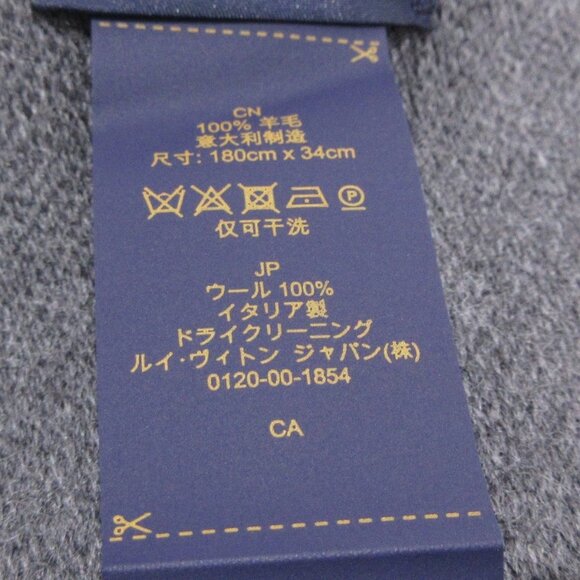 CN
100% 羊毛
意大利制造
尺寸: 180cm x 34cm
P
仅可干洗
JP
ウール 100%
イタリア製
ドライクリーニング
ルイ・ヴィトン ジャパン(株)
0120-00-1854
CA